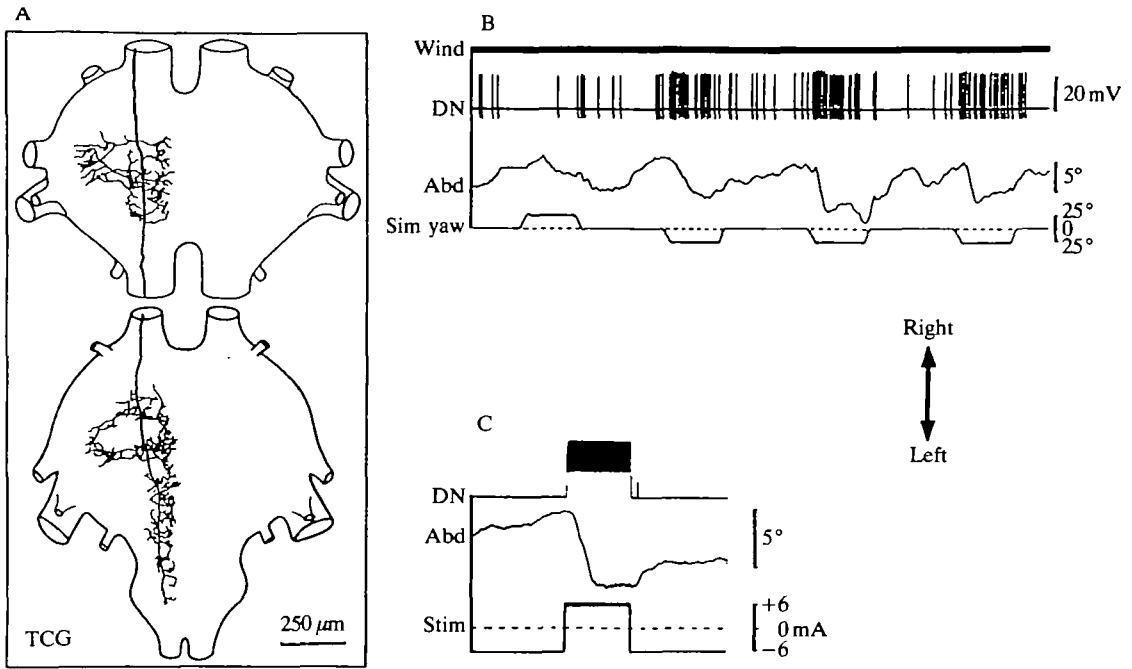 A
TCG
250 μm
B
Wind
DN
20 mV
Abd
5°
Sim yaw
25°
0
25°
Right
Left
C
DN
Abd
5°
Stim
+6
0 mA
−6